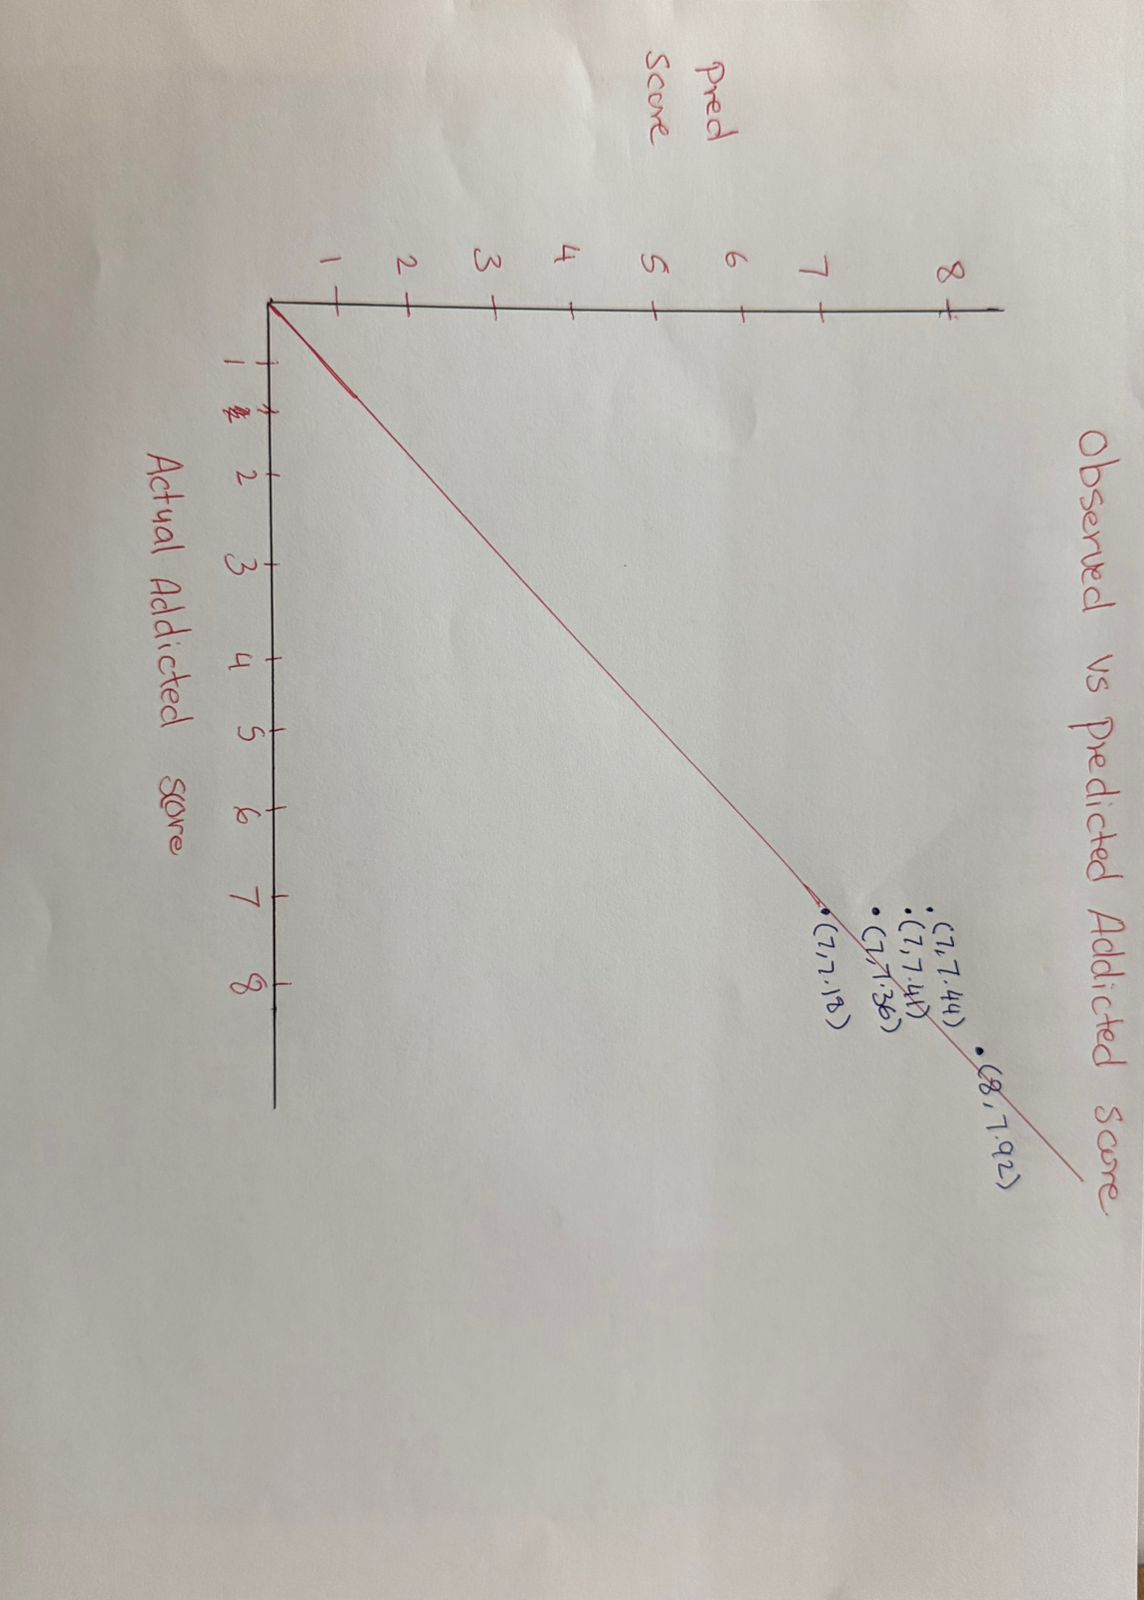 Observed vs Predicted Addicted Score
Pred
Score
8
7
6
5
4
3
2
1
(7, 7.44)
(7, 7.41)
(7, 7.36)
(7, 7.18)
(8, 7.92)
1 2 3 4 5 6 7 8
Actual Addicted score